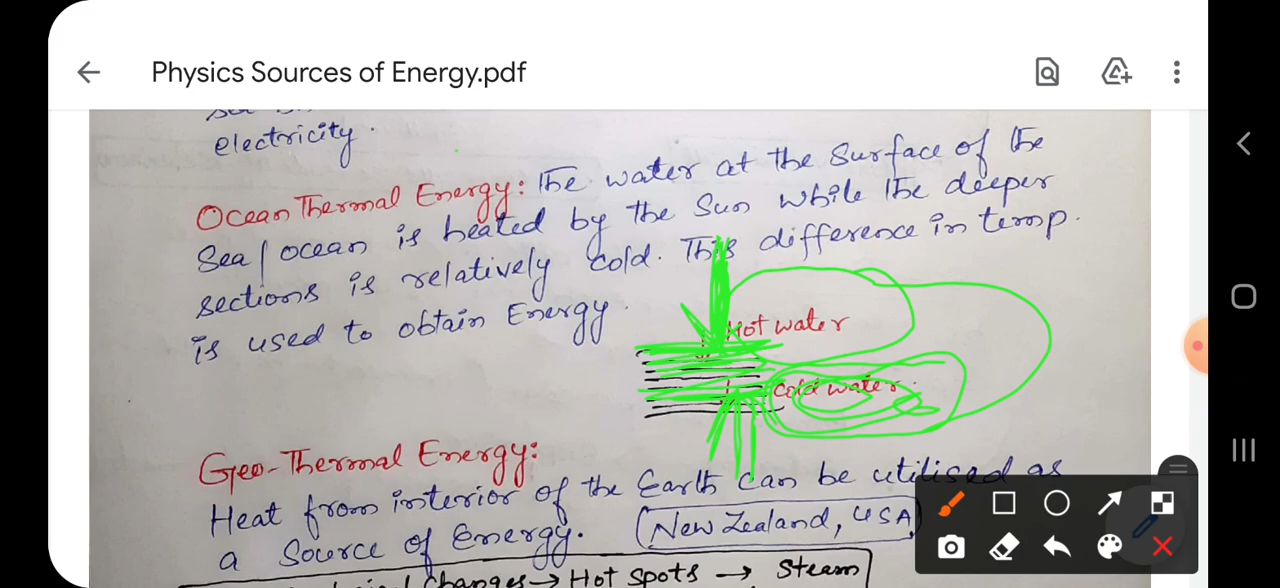 Physics Sources of Energy.pdf
electricity.
Ocean Thermal Energy: The water at the surface of the
Sea/ocean is heated by the Sun while the deeper
sections is relatively cold. This difference in temp.
is used to obtain Energy.
Hot water
Cold water
Geo-Thermal Energy:
Heat from interior of the Earth can be utilised as
a source of energy. (New Zealand, USA
Changes → Hot spots → Steam